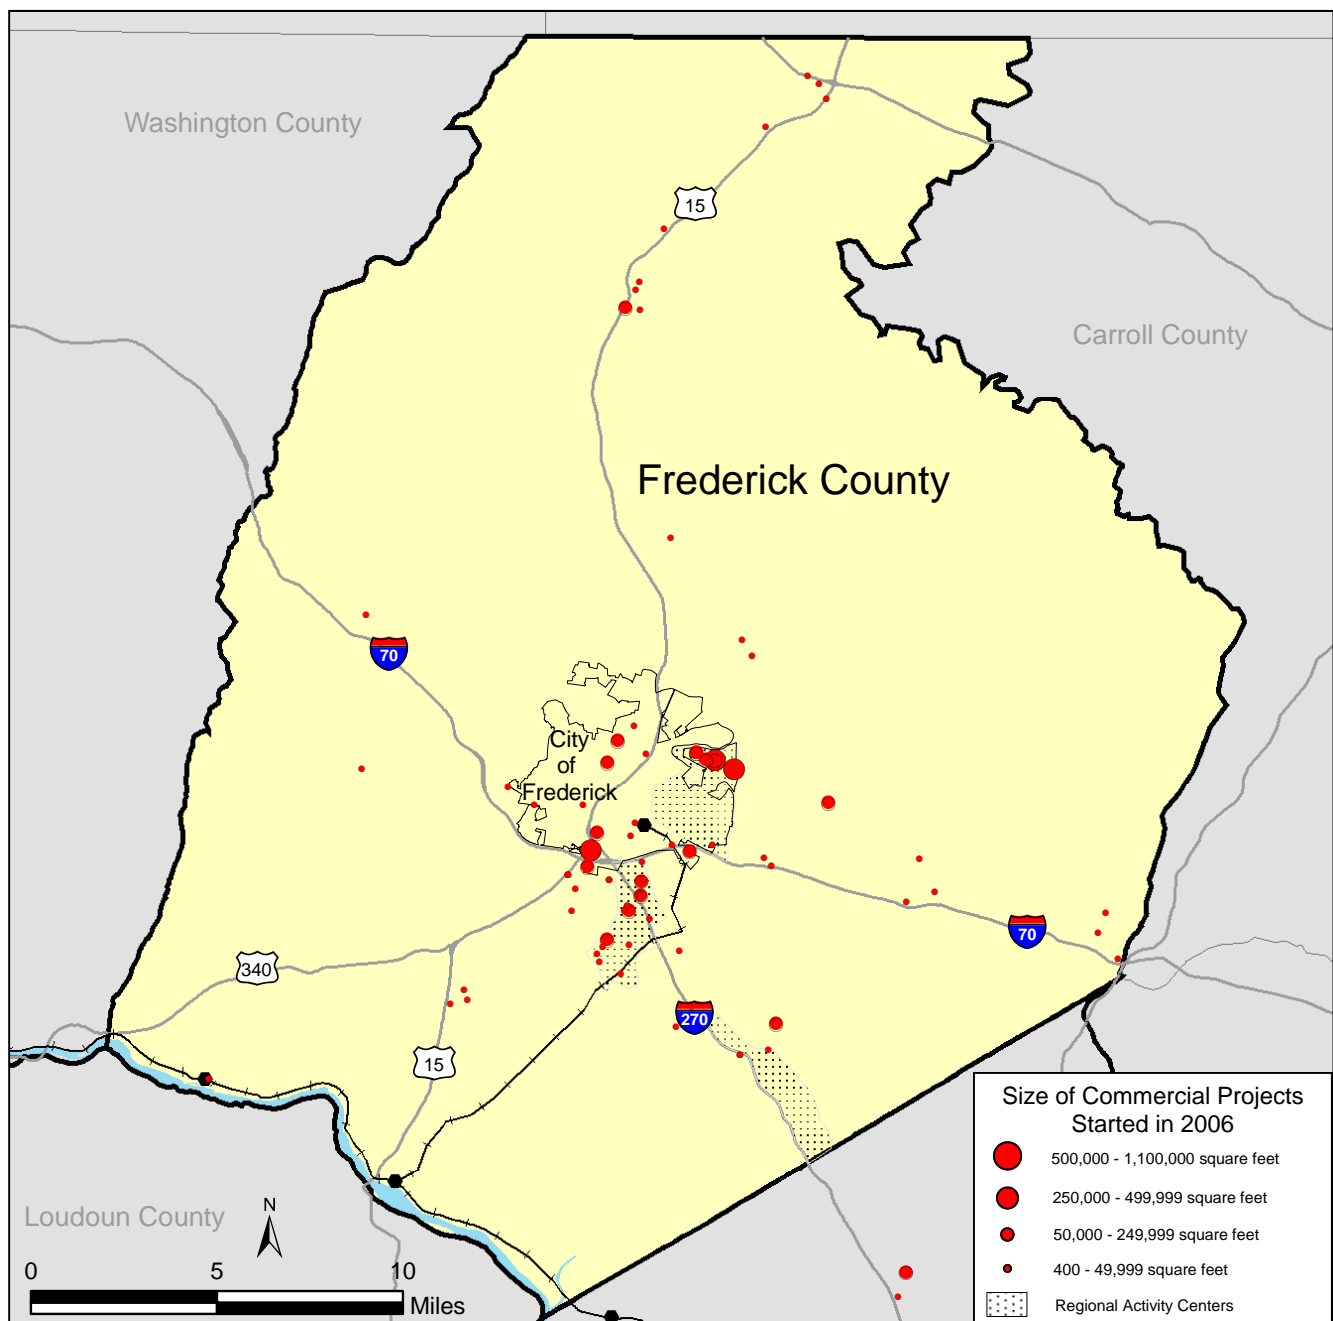 Washington County
15
Carroll County
Frederick County
70
City
of
Frederick
70
340
270
15
Loudoun County
N
0 5 10
Miles
Size of Commercial Projects
Started in 2006
500,000 - 1,100,000 square feet
250,000 - 499,999 square feet
50,000 - 249,999 square feet
400 - 49,999 square feet
Regional Activity Centers